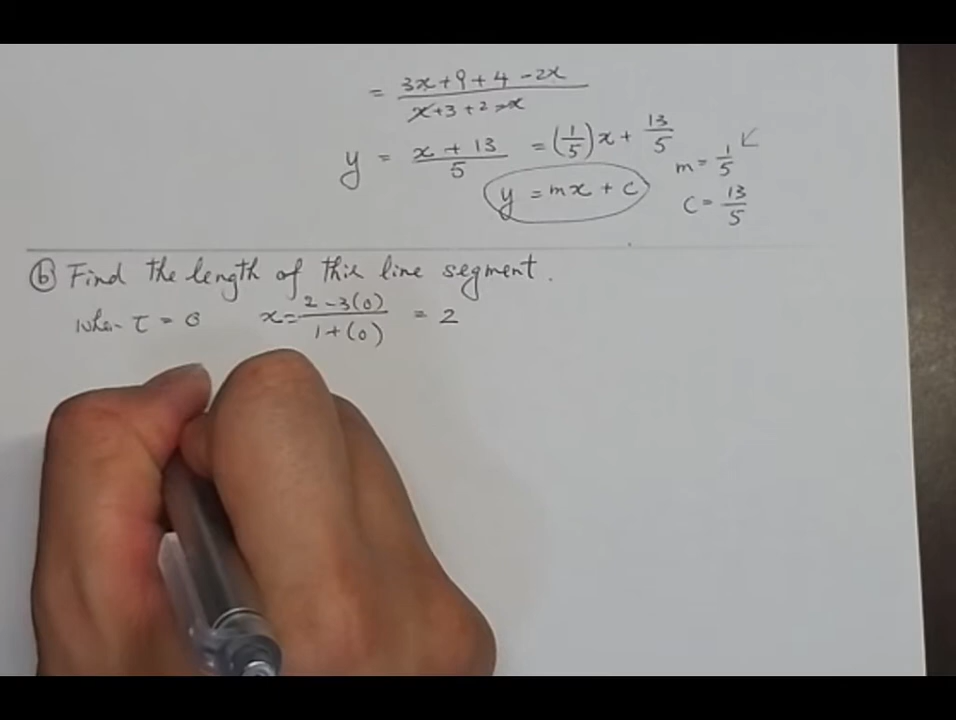 = (3x+9+4-2x)/(x+3+2-x)
y = (x+13)/5 = (1/5)x + 13/5
m = 1/5
y = mx + c
c = 13/5
(b) Find the length of this line segment.
when t = 0 x = (2-3(0))/(1+(0)) = 2